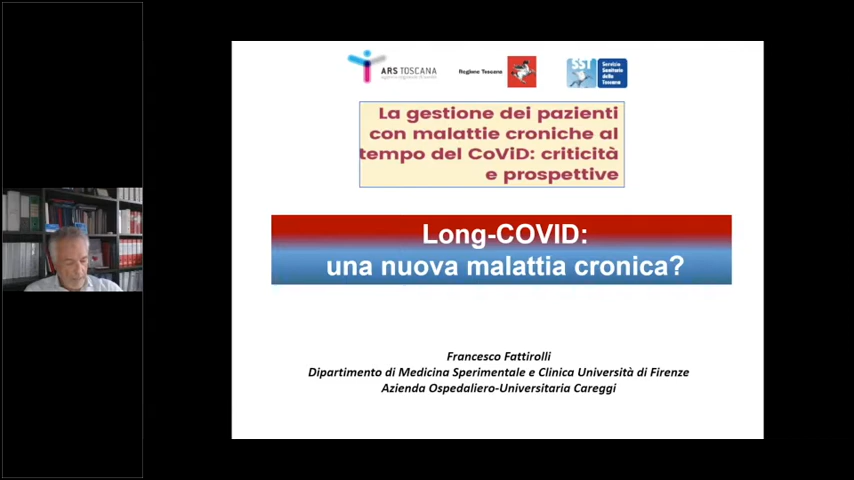 ARS TOSCANA
Regione Toscana
SST Servizio
Sanitario
della
Toscana
La gestione dei pazienti
con malattie croniche al
tempo del CoViD: criticità
e prospettive
Long-COVID:
una nuova malattia cronica?
Francesco Fattirolli
Dipartimento di Medicina Sperimentale e Clinica Università di Firenze
Azienda Ospedaliero-Universitaria Careggi